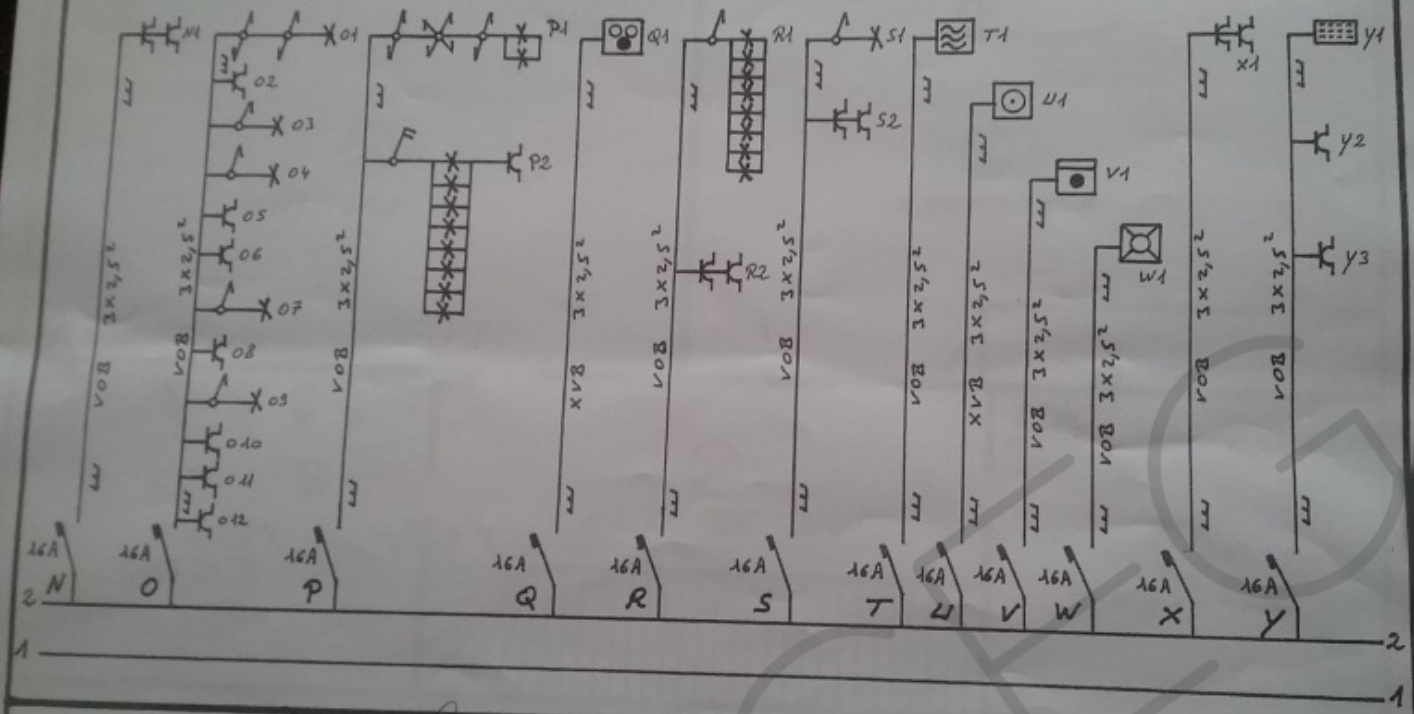 N1
O1
P1
Q1
R1
S1
T1
X1
Y1
O2
U1
O3
S2
Y2
O4
P2
V1
O5
O6
Y3
R2
W1
O7
O8
O9
O10
O11
O12
VOB 3x2,5²
VOB 3x2,5²
VOB 3x2,5²
XVB 3x2,5²
VOB 3x2,5²
VOB 3x2,5²
VOB 3x2,5²
XVB 3x2,5²
VOB 3x2,5²
VOB 3x2,5²
VOB 3x2,5²
VOB 3x2,5²
16A 16A 16A 16A 16A 16A 16A 16A 16A 16A 16A 16A
N O P Q R S T U V W X Y
2 2
1 1